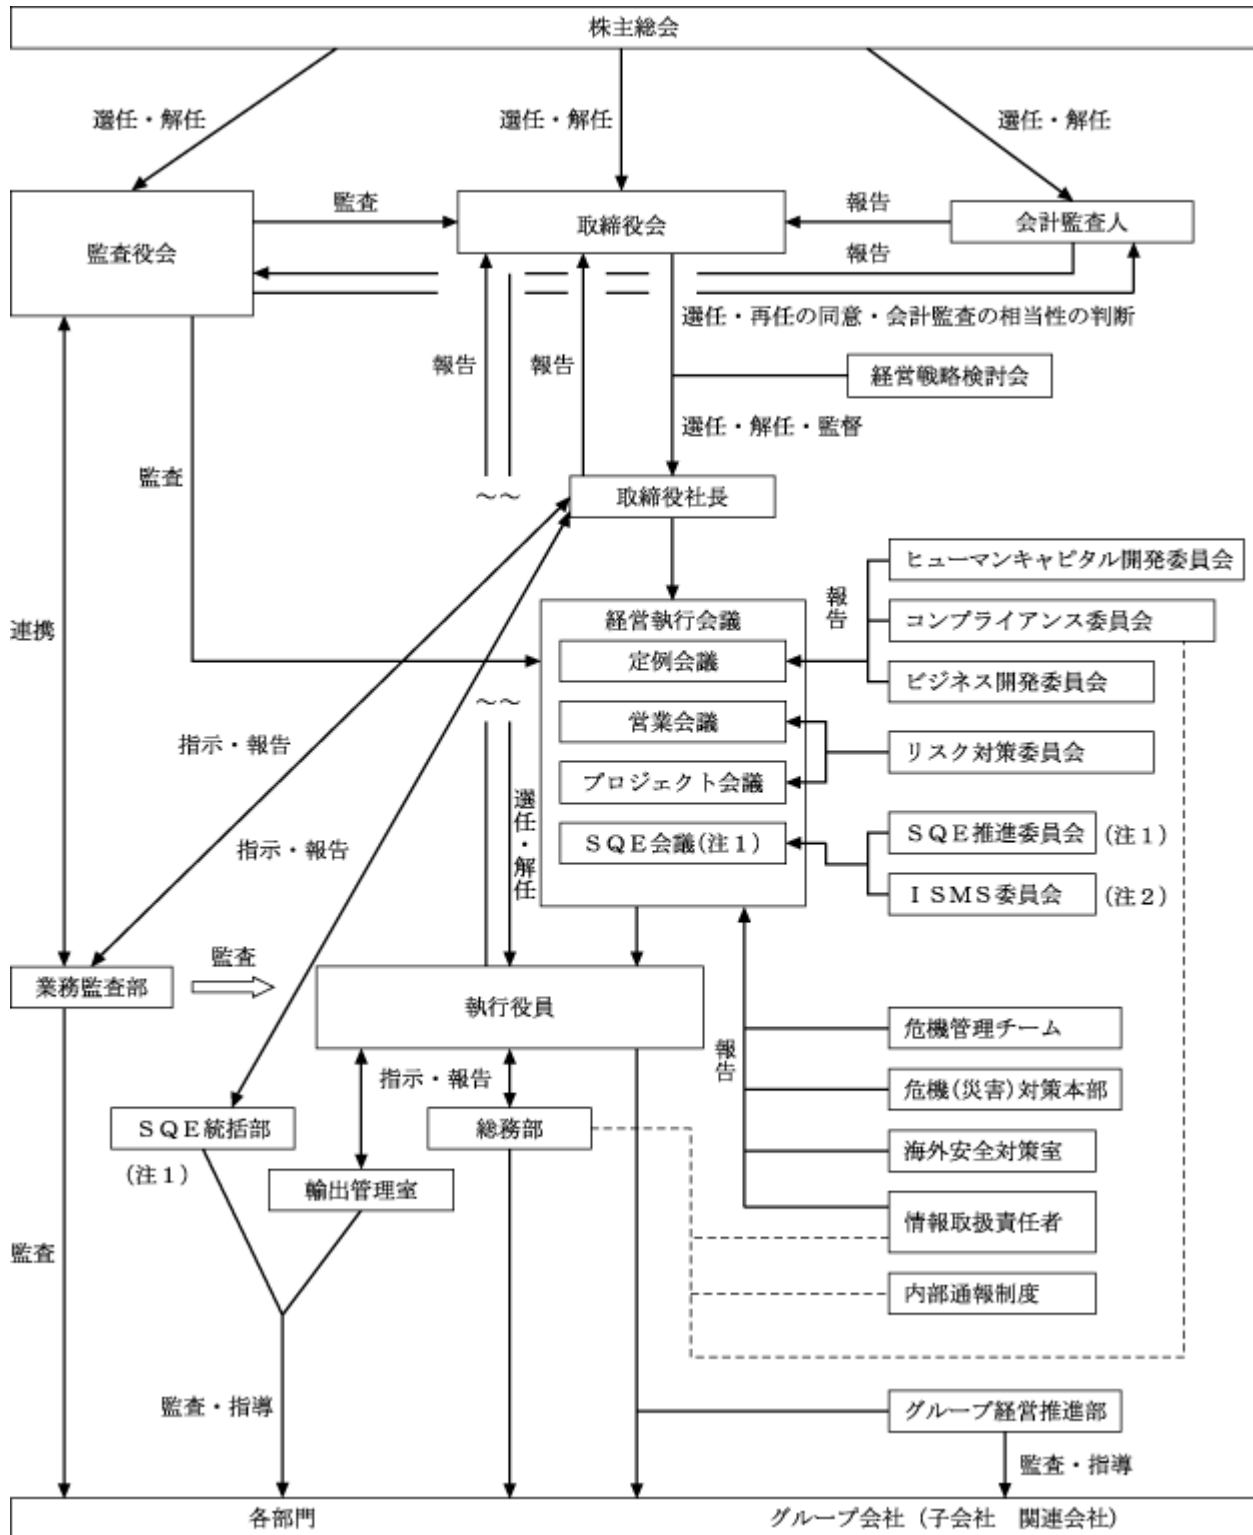 株主総会
選任・解任
選任・解任
選任・解任
監査役会
監査
取締役会
報告
会計監査人
報告
選任・再任の同意・会計監査の相当性の判断
報告
報告
経営戦略検討会
選任・解任・監督
監査
～～
取締役社長
ヒューマンキャピタル開発委員会
報告
経営執行会議
コンプライアンス委員会
連携
定例会議
ビジネス開発委員会
～～
営業会議
指示・報告
リスク対策委員会
プロジェクト会議
選任・解任
指示・報告
ＳＱＥ会議(注１)
ＳＱＥ推進委員会 (注１)
ＩＳＭＳ委員会 (注２)
業務監査部
監査
執行役員
危機管理チーム
報告
指示・報告
危機(災害)対策本部
ＳＱＥ統括部
(注１)
総務部
海外安全対策室
輸出管理室
情報取扱責任者
監査
内部通報制度
監査・指導
グループ経営推進部
監査・指導
各部門
グループ会社（子会社　関連会社）